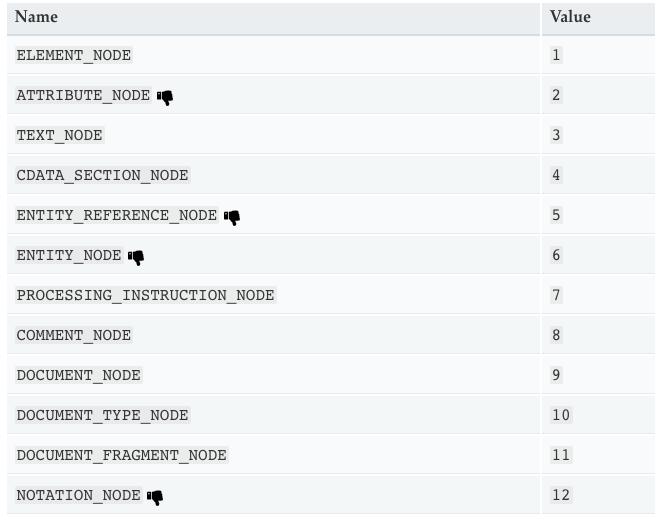 Name Value
ELEMENT_NODE 1
ATTRIBUTE_NODE 2
TEXT_NODE 3
CDATA_SECTION_NODE 4
ENTITY_REFERENCE_NODE 5
ENTITY_NODE 6
PROCESSING_INSTRUCTION_NODE 7
COMMENT_NODE 8
DOCUMENT_NODE 9
DOCUMENT_TYPE_NODE 10
DOCUMENT_FRAGMENT_NODE 11
NOTATION_NODE 12